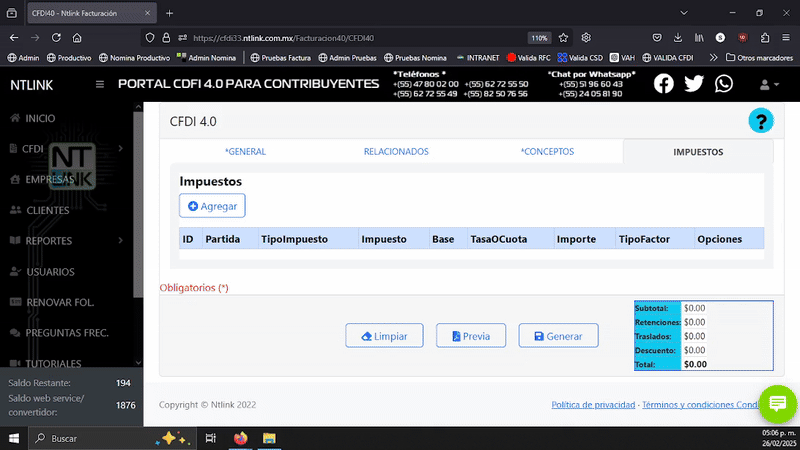 CFDI40 - Ntlink Facturación
https://cfdi33.ntlink.com.mx/Facturacion40/CFDI40
110%
Admin
Productivo
Nomina Productivo
Admin Nomina
Pruebas Factura
Admin Pruebas
Pruebas Nomina
INTRANET
Valida RFC
Valida CSD
VAH
VALIDA CFDI
Otros marcadores
NTLINK
PORTAL CDFI 4.0 PARA CONTRIBUYENTES
*Teléfonos *
+(55) 47 80 02 00 +(55) 62 72 55 50
+(55) 62 72 55 49 +(55) 82 50 76 56
*Chat por Whatsapp*
+(55) 51 96 60 43
+(55) 24 05 81 90
INICIO
CFDI
EMPRESAS
CLIENTES
REPORTES
USUARIOS
RENOVAR FOL.
PREGUNTAS FREC.
TUTORIALES
NT
LINK
Saldo Restante: 194
Saldo web service/
convertidor: 1876
CFDI 4.0
?
*GENERAL
RELACIONADOS
*CONCEPTOS
IMPUESTOS
Impuestos
Agregar
ID Partida TipoImpuesto Impuesto Base TasaOCuota Importe TipoFactor Opciones
Obligatorios (*)
Limpiar
Previa
Generar
Subtotal: $0.00
Retenciones: $0.00
Traslados: $0.00
Descuento: $0.00
Total: $0.00
Copyright © Ntlink 2022
Política de privacidad · Términos y condiciones
Buscar
05:06 p. m.
26/02/2025